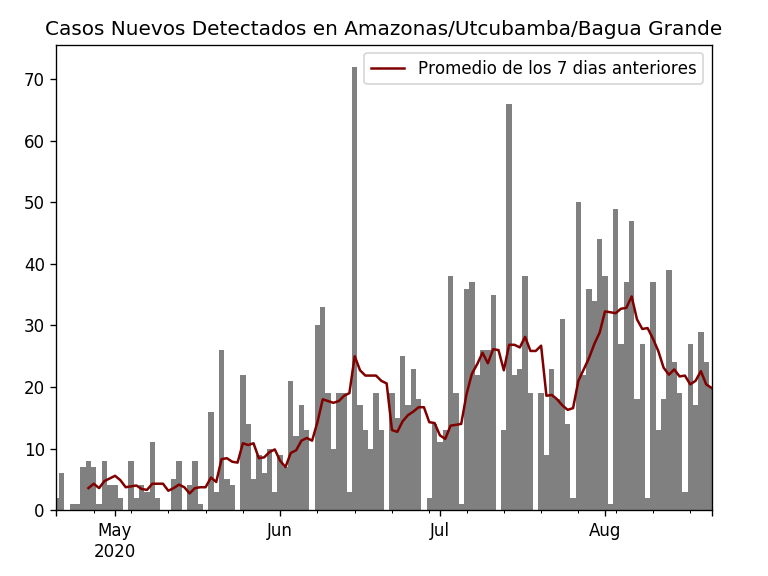 Casos Nuevos Detectados en Amazonas/Utcubamba/Bagua Grande
Promedio de los 7 dias anteriores
70
60
50
40
30
20
10
0
May
2020
Jun
Jul
Aug